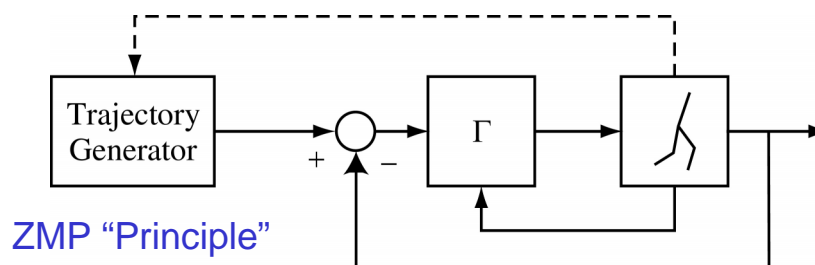 Trajectory
Generator
+
−
Γ
ZMP “Principle”